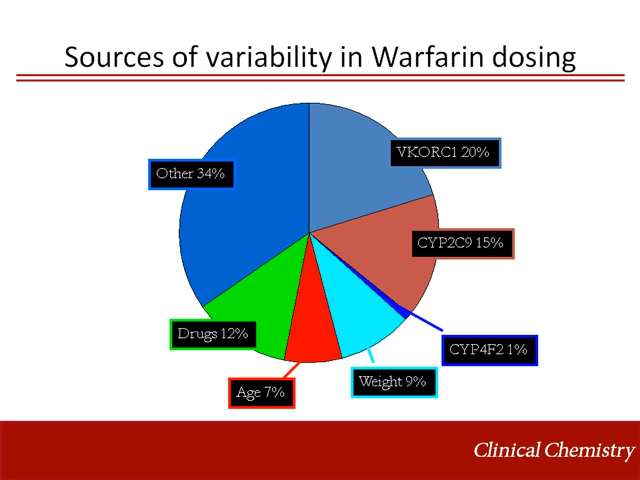 Sources of variability in Warfarin dosing
VKORC1 20%
Other 34%
CYP2C9 15%
Drugs 12%
CYP4F2 1%
Weight 9%
Age 7%
Clinical Chemistry